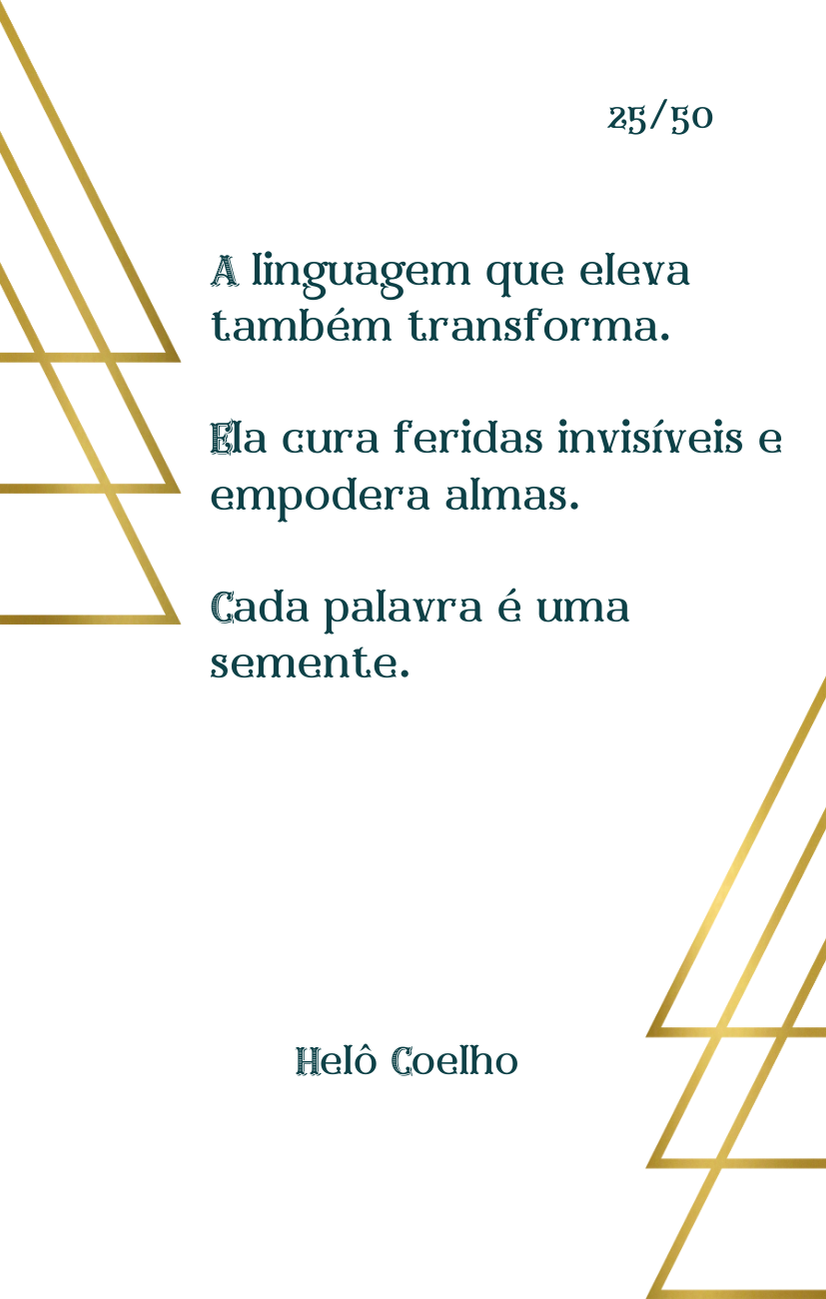 25/50
A linguagem que eleva
também transforma.
Ela cura feridas invisíveis e
empodera almas.
Cada palavra é uma
semente.
Helô Coelho